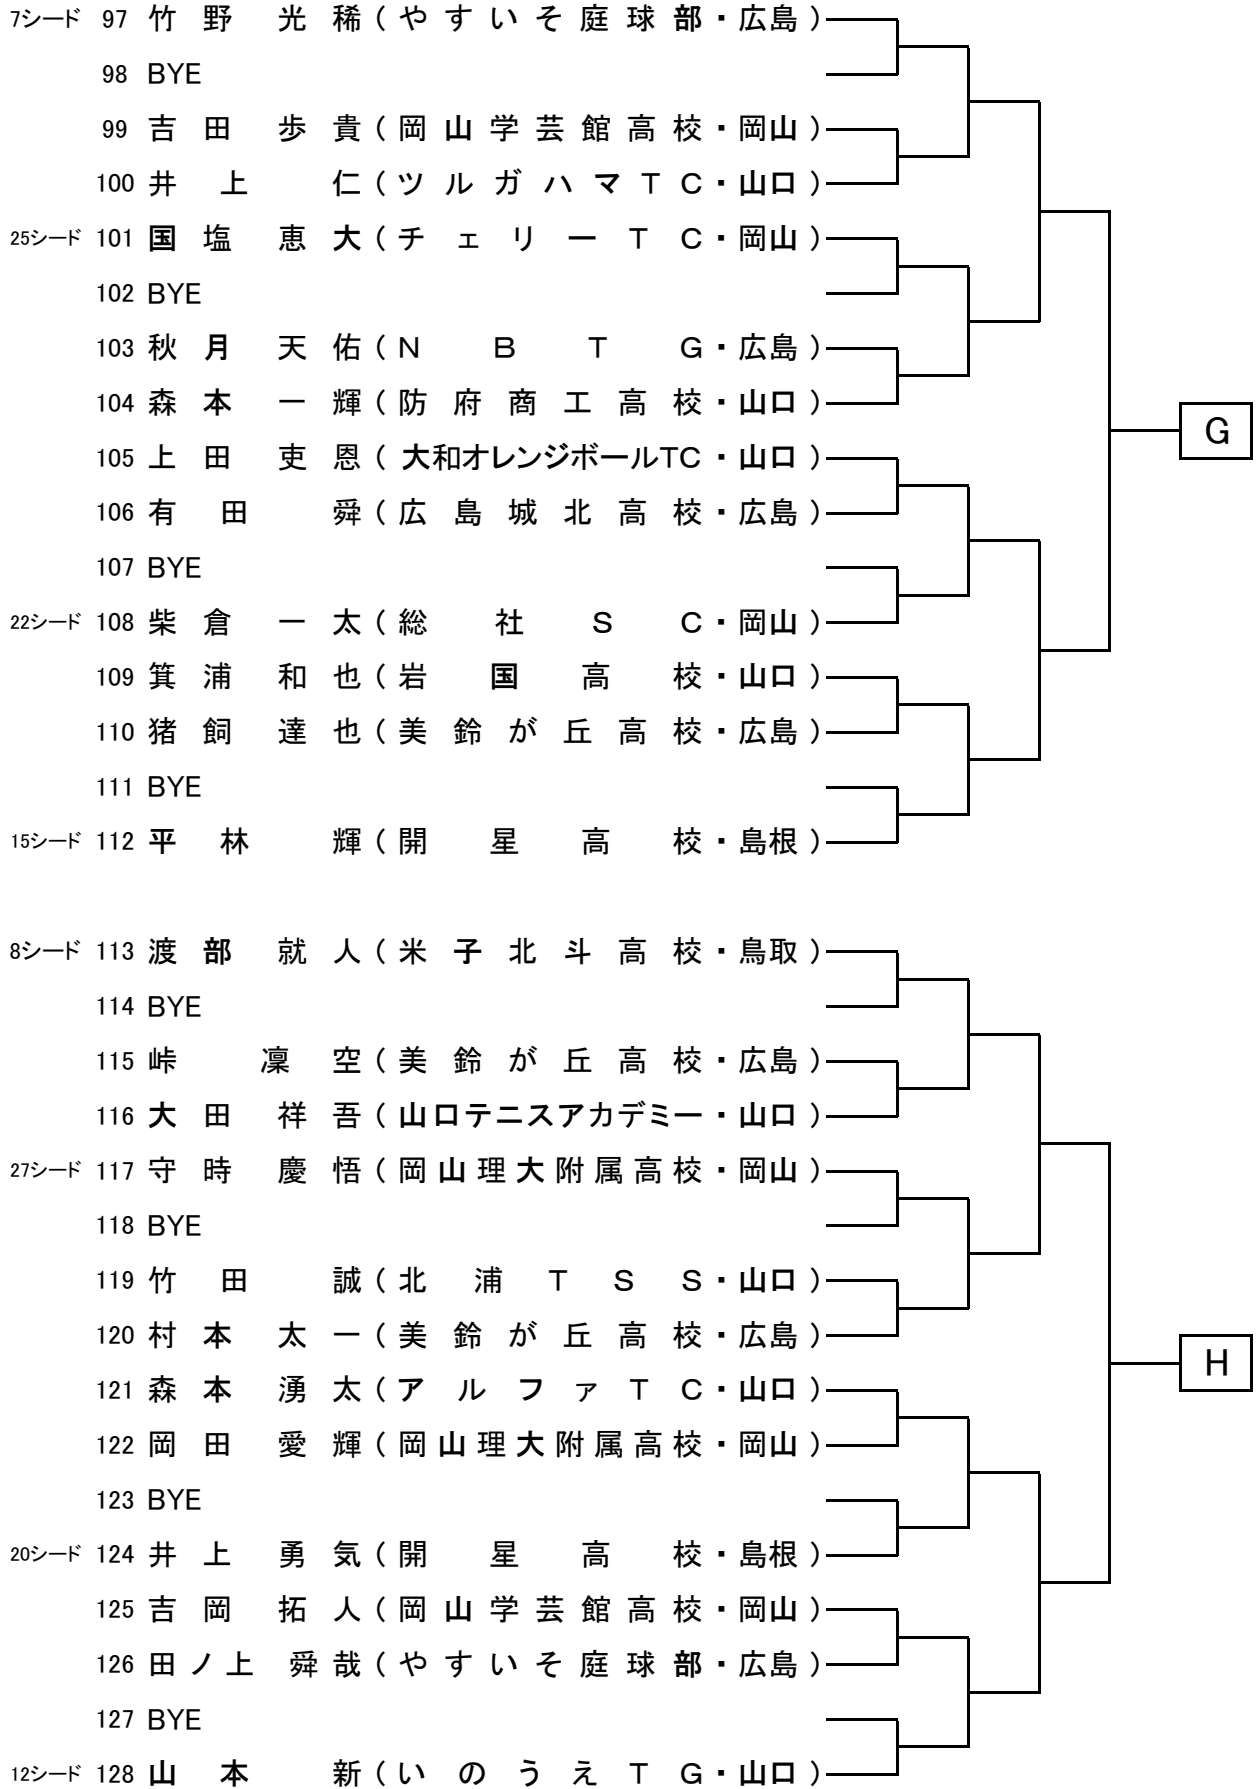 7シード 97 竹野 光稀(やすいそ庭球部・広島)
98 BYE
99 吉田 歩貴(岡山学芸館高校・岡山)
100 井上 仁(ツルガハマTC・山口)
25シード 101 国塩 恵大(チェリーTC・岡山)
102 BYE
103 秋月 天佑(NBTG・広島)
104 森本 一輝(防府商工高校・山口)
G
105 上田 吏恩(大和オレンジボールTC・山口)
106 有田 舜(広島城北高校・広島)
107 BYE
22シード 108 柴倉 一太(総社SC・岡山)
109 箕浦 和也(岩国高校・山口)
110 猪飼 達也(美鈴が丘高校・広島)
111 BYE
15シード 112 平林 輝(開星高校・島根)
8シード 113 渡部 就人(米子北斗高校・鳥取)
114 BYE
115 峠 凜空(美鈴が丘高校・広島)
116 大田 祥吾(山口テニスアカデミー・山口)
27シード 117 守時 慶悟(岡山理大附属高校・岡山)
118 BYE
119 竹田 誠(北浦TSS・山口)
120 村本 太一(美鈴が丘高校・広島)
H
121 森本 湧太(アルファTC・山口)
122 岡田 愛輝(岡山理大附属高校・岡山)
123 BYE
20シード 124 井上 勇気(開星高校・島根)
125 吉岡 拓人(岡山学芸館高校・岡山)
126 田ノ上 舜哉(やすいそ庭球部・広島)
127 BYE
12シード 128 山本 新(いのうえTG・山口)